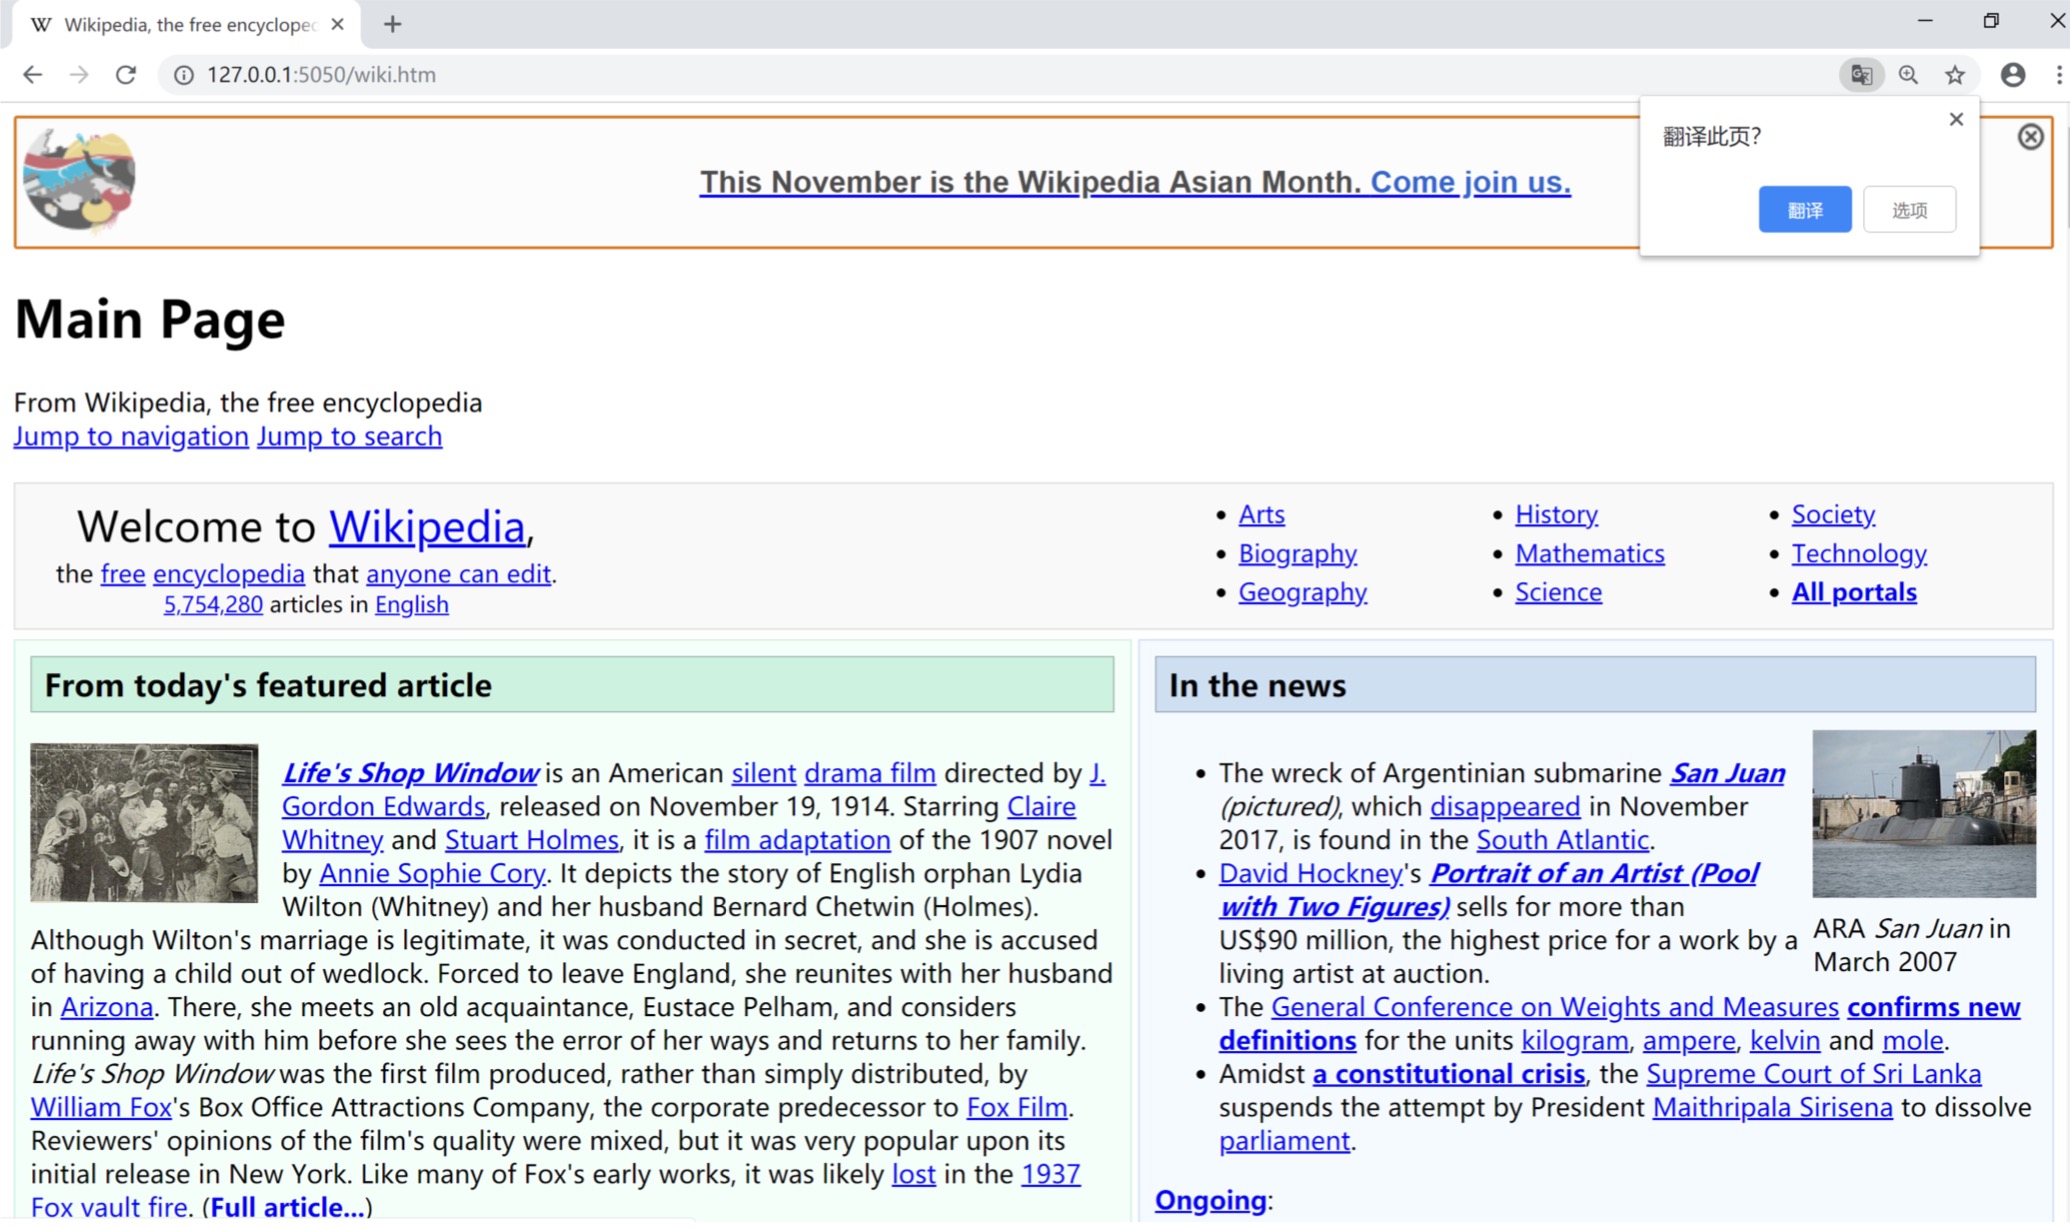 Wikipedia, the free encyclope
127.0.0.1:5050/wiki.htm
翻译此页?
翻译
选项
This November is the Wikipedia Asian Month. Come join us.
Main Page
From Wikipedia, the free encyclopedia
Jump to navigation Jump to search
Welcome to Wikipedia,
the free encyclopedia that anyone can edit.
5,754,280 articles in English
Arts
Biography
Geography
History
Mathematics
Science
Society
Technology
All portals
From today's featured article
Life's Shop Window is an American silent drama film directed by J.
Gordon Edwards, released on November 19, 1914. Starring Claire
Whitney and Stuart Holmes, it is a film adaptation of the 1907 novel
by Annie Sophie Cory. It depicts the story of English orphan Lydia
Wilton (Whitney) and her husband Bernard Chetwin (Holmes).
Although Wilton's marriage is legitimate, it was conducted in secret, and she is accused
of having a child out of wedlock. Forced to leave England, she reunites with her husband
in Arizona. There, she meets an old acquaintance, Eustace Pelham, and considers
running away with him before she sees the error of her ways and returns to her family.
Life's Shop Window was the first film produced, rather than simply distributed, by
William Fox's Box Office Attractions Company, the corporate predecessor to Fox Film.
Reviewers' opinions of the film's quality were mixed, but it was very popular upon its
initial release in New York. Like many of Fox's early works, it was likely lost in the 1937
Fox vault fire. (Full article...)
In the news
The wreck of Argentinian submarine San Juan
(pictured), which disappeared in November
2017, is found in the South Atlantic.
David Hockney's Portrait of an Artist (Pool
with Two Figures) sells for more than
US$90 million, the highest price for a work by a
living artist at auction.
ARA San Juan in
March 2007
The General Conference on Weights and Measures confirms new
definitions for the units kilogram, ampere, kelvin and mole.
Amidst a constitutional crisis, the Supreme Court of Sri Lanka
suspends the attempt by President Maithripala Sirisena to dissolve
parliament.
Ongoing: